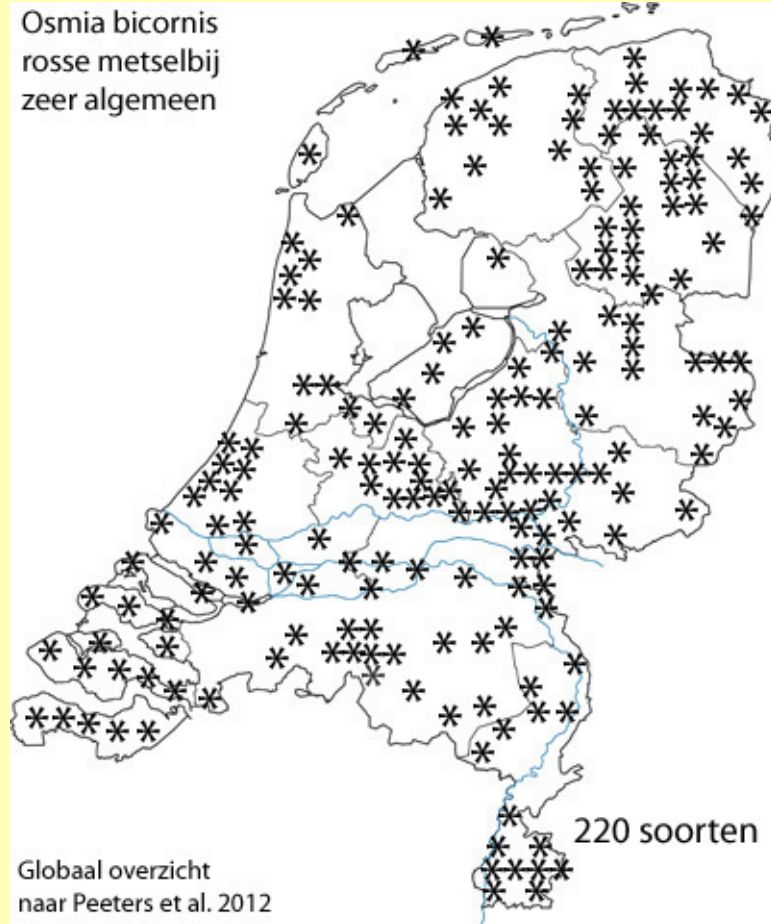 Osmia bicornis
rosse metselbij
zeer algemeen
220 soorten
Globaal overzicht
naar Peeters et al. 2012